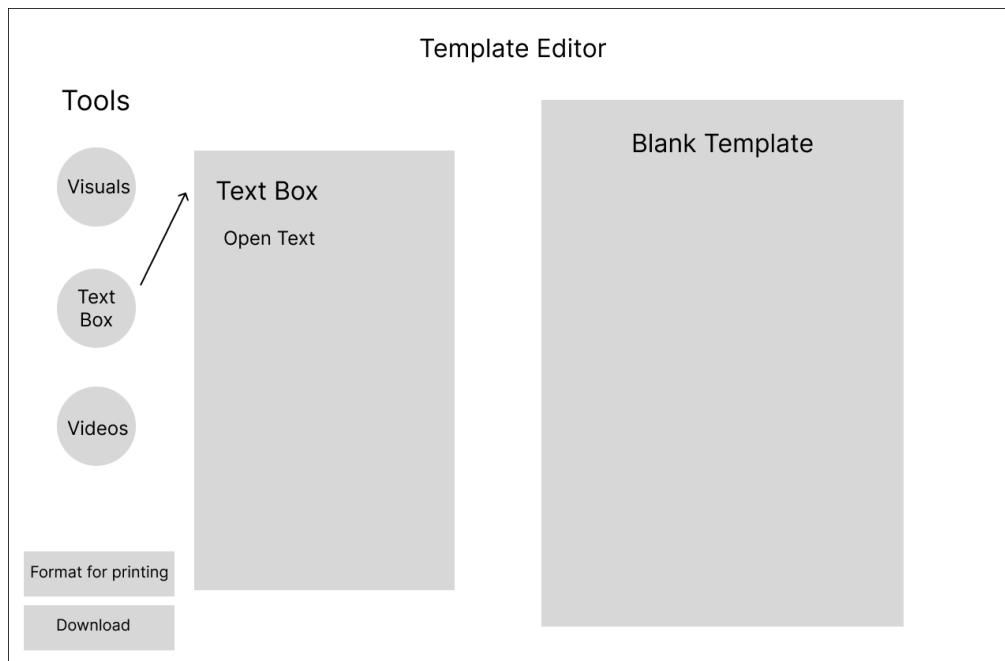 Template Editor
Tools
Visuals
Text
Box
Videos
Format for printing
Download
Text Box
Open Text
Blank Template